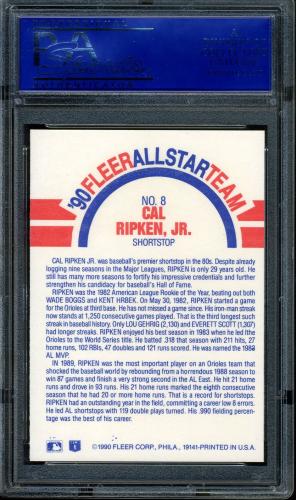 PSA
'90 FLEER ALL STAR TEAM
NO. 8
CAL
RIPKEN, JR.
SHORTSTOP
CAL RIPKEN JR. was baseball's premier shortstop in the 80s. Despite already
logging nine seasons in the Major Leagues, RIPKEN is only 29 years old. He
still has many more seasons to fortify his impressive credentials and further
strengthen his candidacy for baseball's Hall of Fame.
RIPKEN was the 1982 American League Rookie of the Year, beating out both
WADE BOGGS and KENT HRBEK. On May 30, 1982, RIPKEN started a game
for the Orioles at third base. He has not missed a game since. His iron-man streak
now stands at 1,250 consecutive games played. That is the third longest such
streak in baseball history. Only LOU GEHRIG (2,130) and EVERETT SCOTT (1,307)
had longer streaks. RIPKEN enjoyed his best season in 1983 when he led the
Orioles to the World Series title. He batted .318 that season with 211 hits, 27
home runs, 102 RBIs, 47 doubles and 121 runs scored. He was named the 1983
AL MVP.
IN 1989, RIPKEN was the most important player on an Orioles team that
shocked the baseball world by rebounding from a horrendous 1988 season to
win 87 games and finish a very strong second in the AL East. He hit 21 home
runs and drove in 93 runs. His 21 home runs marked the eighth consecutive
season that he had 20 or more home runs. That is a record for shortstops.
RIPKEN had an outstanding year in the field, committing a career low 8 errors.
He led AL shortstops with 119 double plays turned. His .990 fielding percent-
age was the best of his career.
©1990 FLEER CORP., PHILA., 19141-PRINTED IN U.S.A.